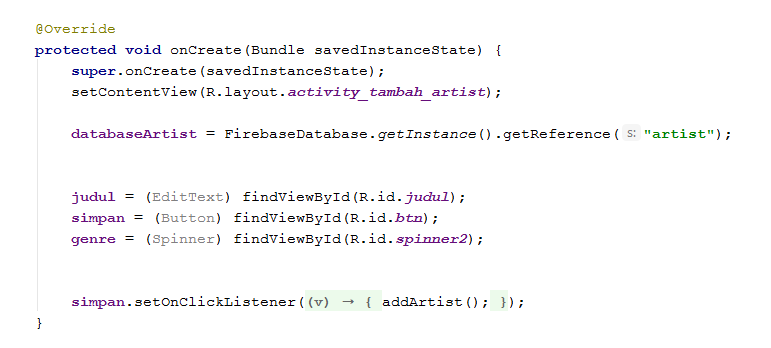 @Override
protected void onCreate(Bundle savedInstanceState) {
super.onCreate(savedInstanceState);
setContentView(R.layout.activity_tambah_artist);
databaseArtist = FirebaseDatabase.getInstance().getReference( s: "artist");
judul = (EditText) findViewById(R.id.judul);
simpan = (Button) findViewById(R.id.btn);
genre = (Spinner) findViewById(R.id.spinner2);
simpan.setOnClickListener((v) → { addArtist(); });
}